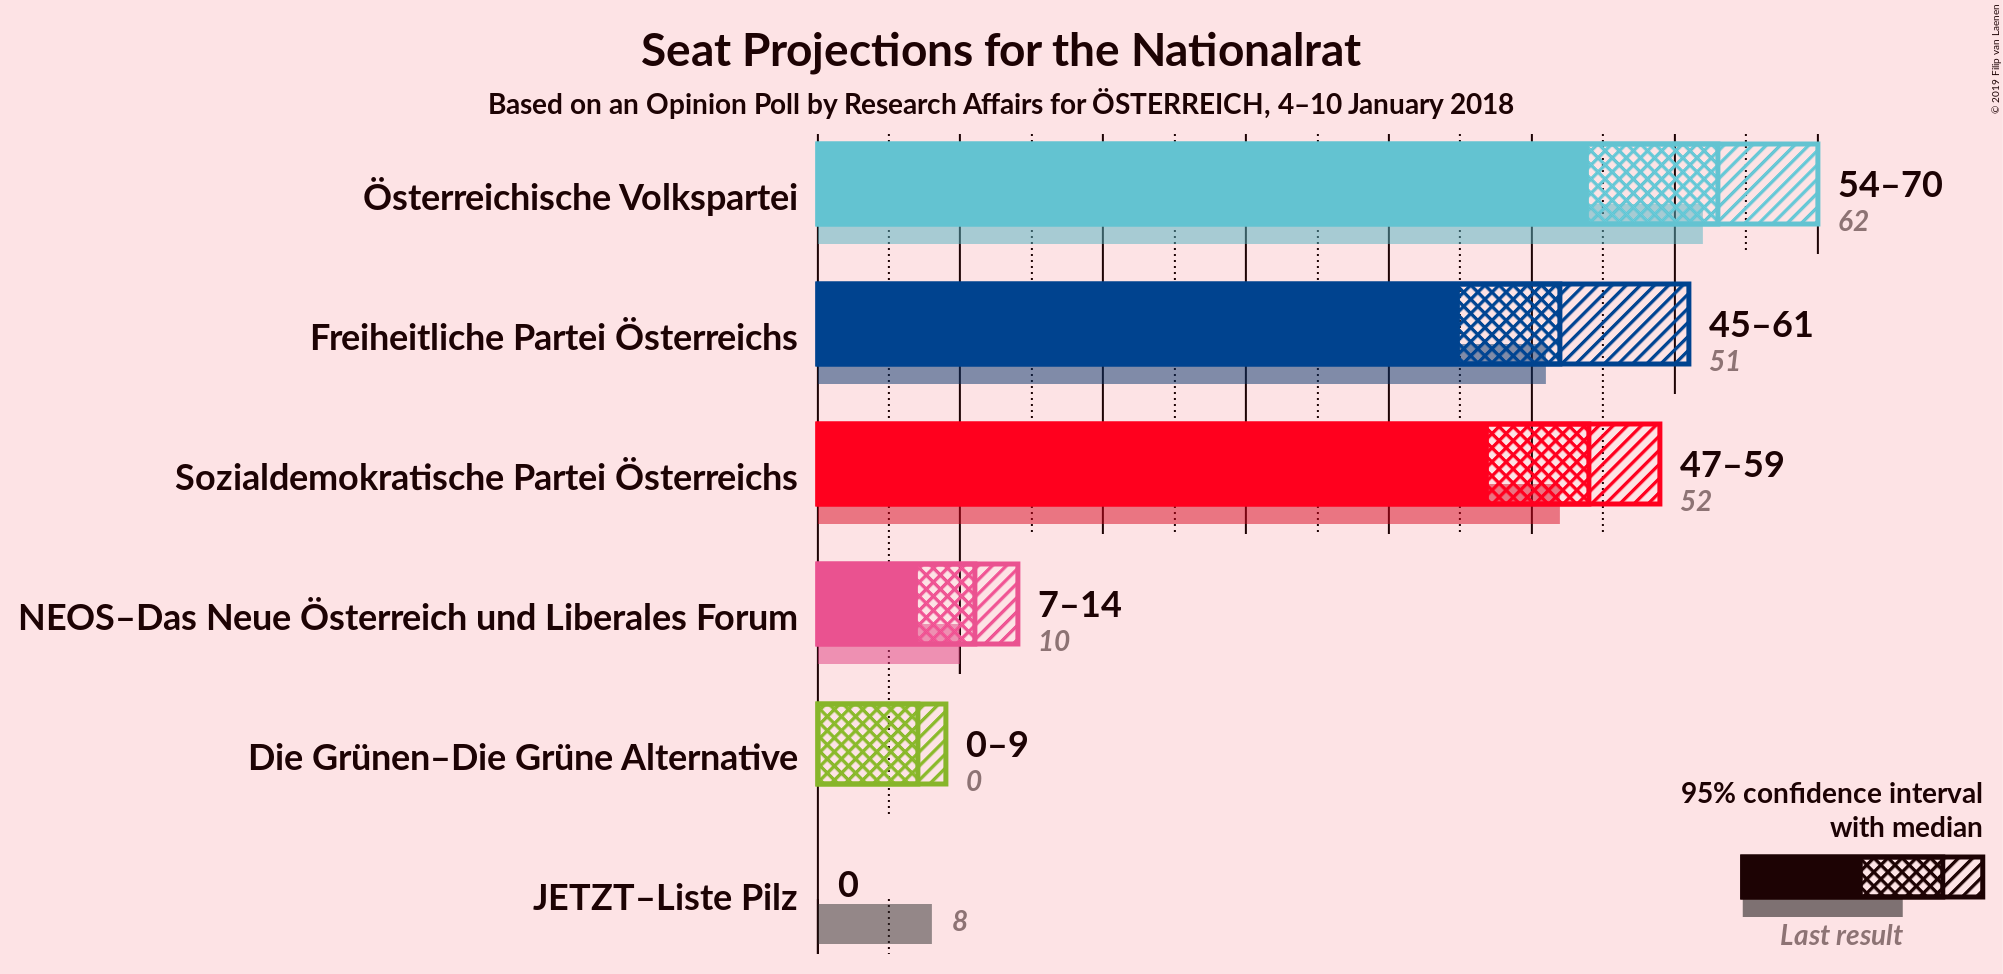 Seat Projections for the Nationalrat
Based on an Opinion Poll by Research Affairs for ÖSTERREICH, 4–10 January 2018
© 2019 Filip van Laenen
Österreichische Volkspartei
54–70
62
Freiheitliche Partei Österreichs
45–61
51
Sozialdemokratische Partei Österreichs
47–59
52
NEOS–Das Neue Österreich und Liberales Forum
7–14
10
Die Grünen–Die Grüne Alternative
0–9
0
JETZT–Liste Pilz
0
8
95% confidence interval
with median
Last result